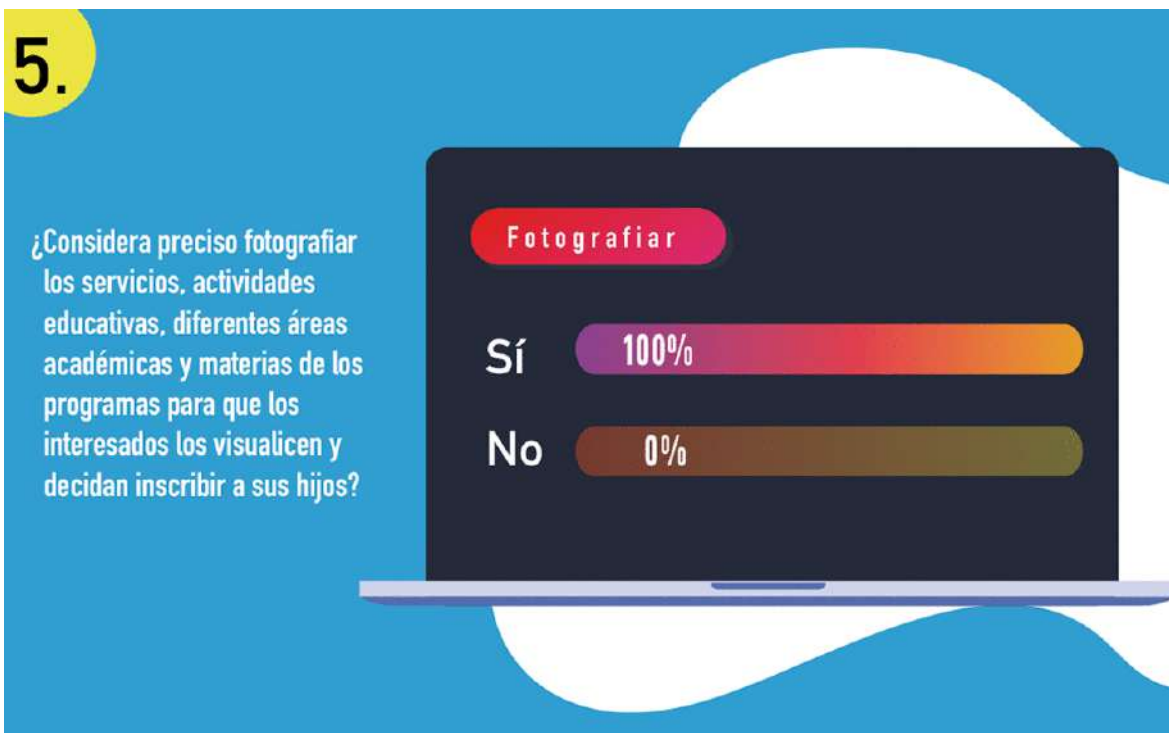 5.
¿Considera preciso fotografiar
los servicios, actividades
educativas, diferentes áreas
académicas y materias de los
programas para que los
interesados los visualicen y
decidan inscribir a sus hijos?
Fotografiar
Sí 100%
No 0%